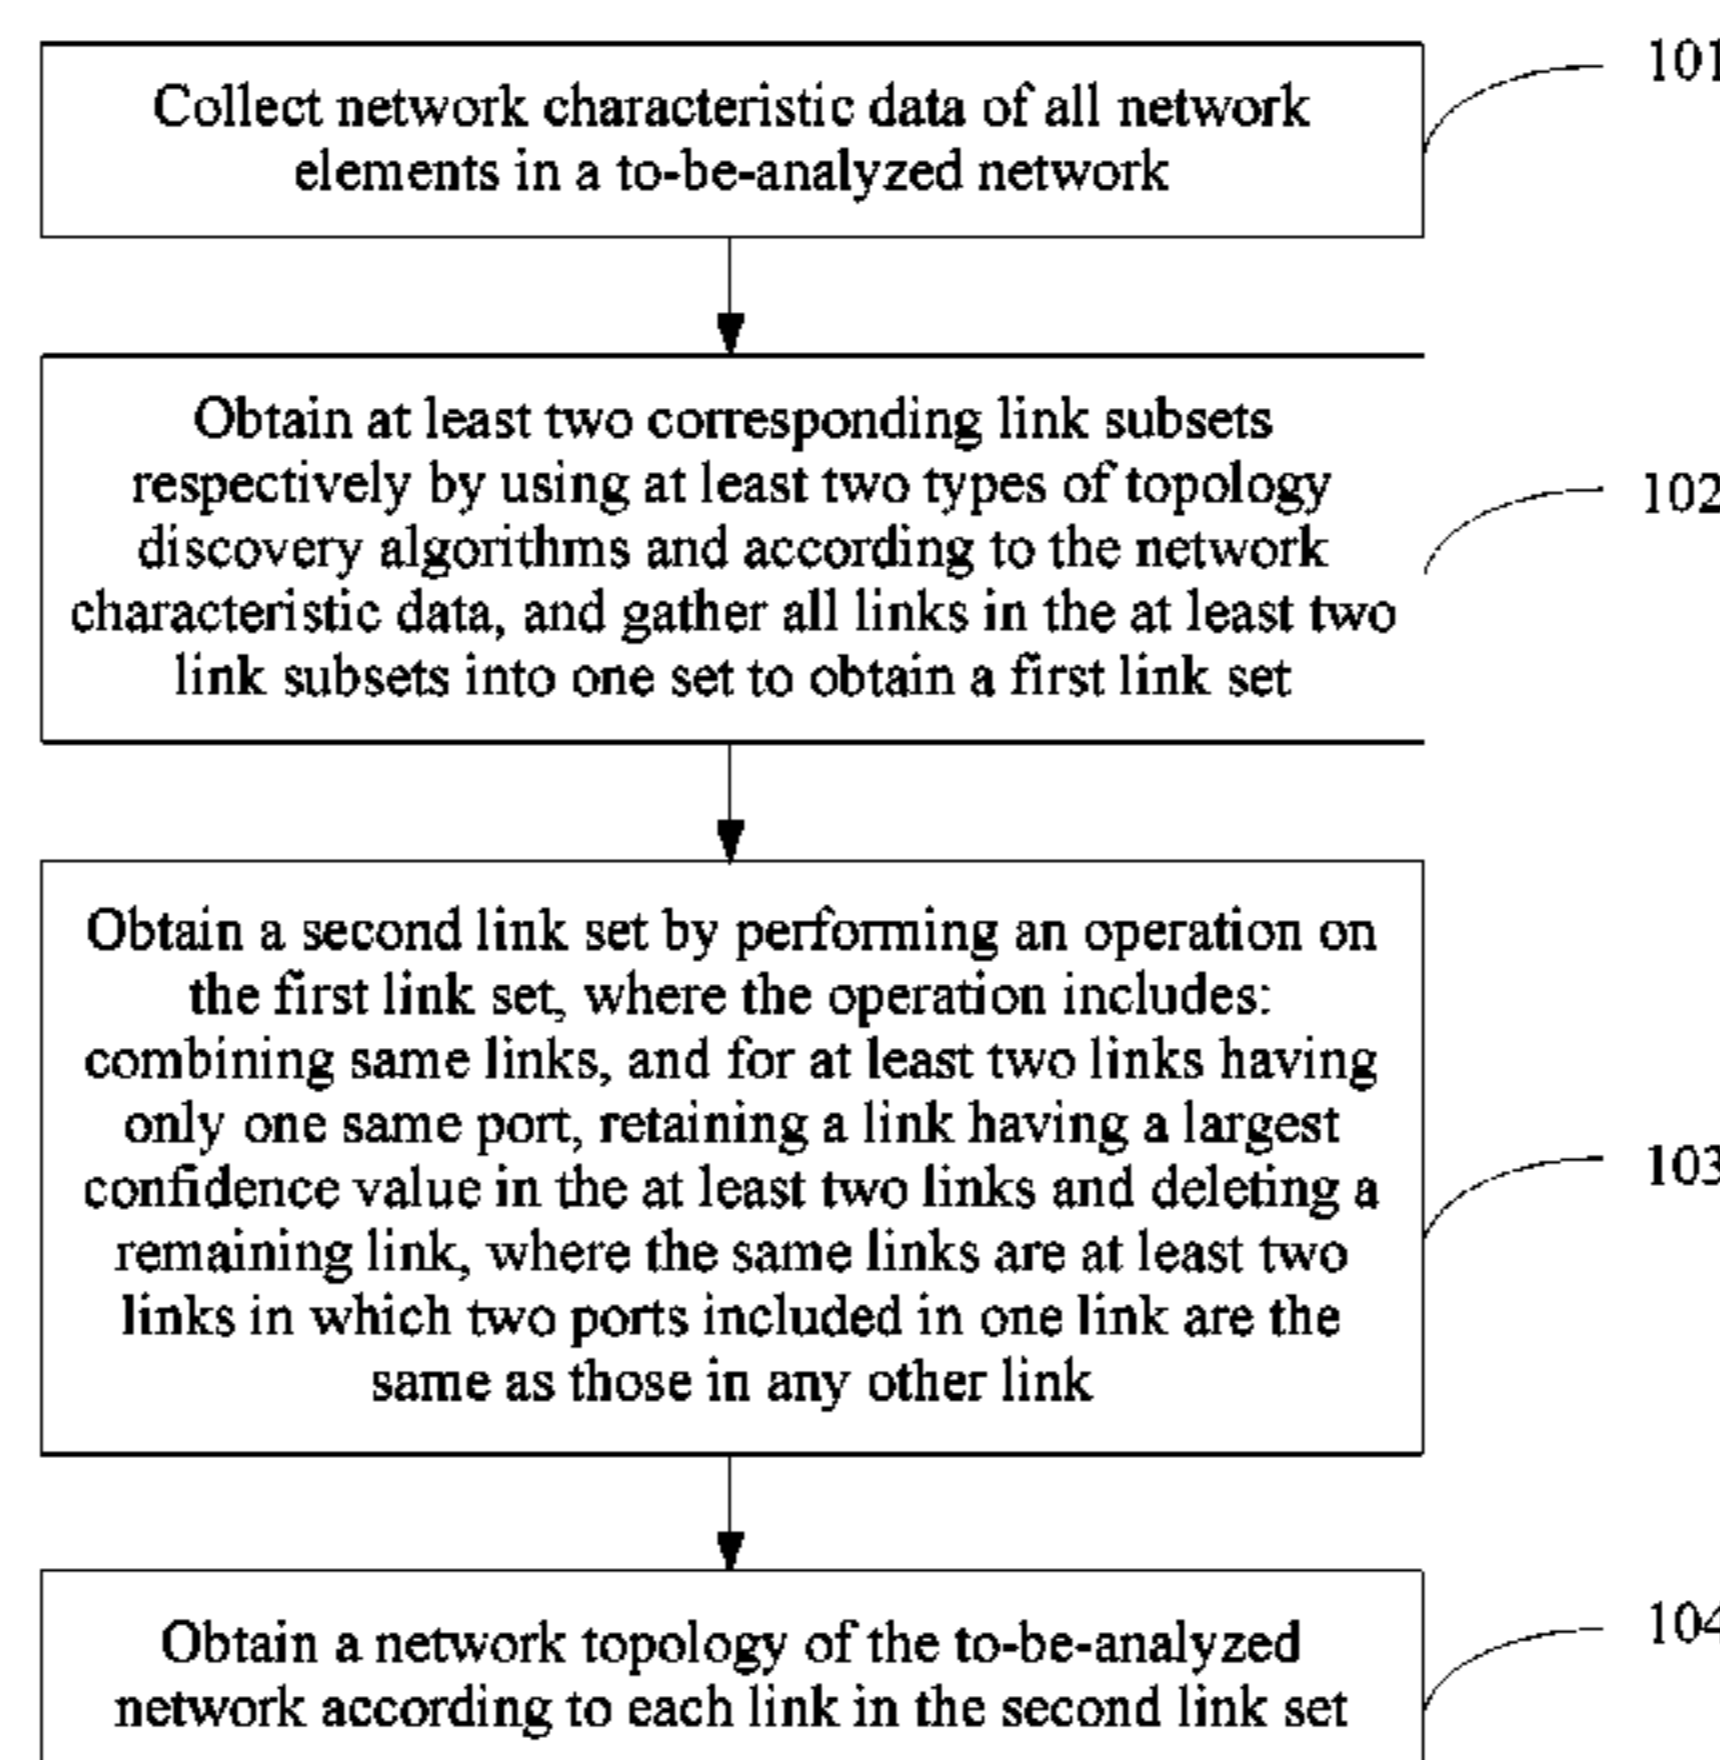 Collect network characteristic data of all network
elements in a to-be-analyzed network
101
Obtain at least two corresponding link subsets
respectively by using at least two types of topology
discovery algorithms and according to the network
characteristic data, and gather all links in the at least two
link subsets into one set to obtain a first link set
102
Obtain a second link set by performing an operation on
the first link set, where the operation includes:
combining same links, and for at least two links having
only one same port, retaining a link having a largest
confidence value in the at least two links and deleting a
remaining link, where the same links are at least two
links in which two ports included in one link are the
same as those in any other link
103
Obtain a network topology of the to-be-analyzed
network according to each link in the second link set
104